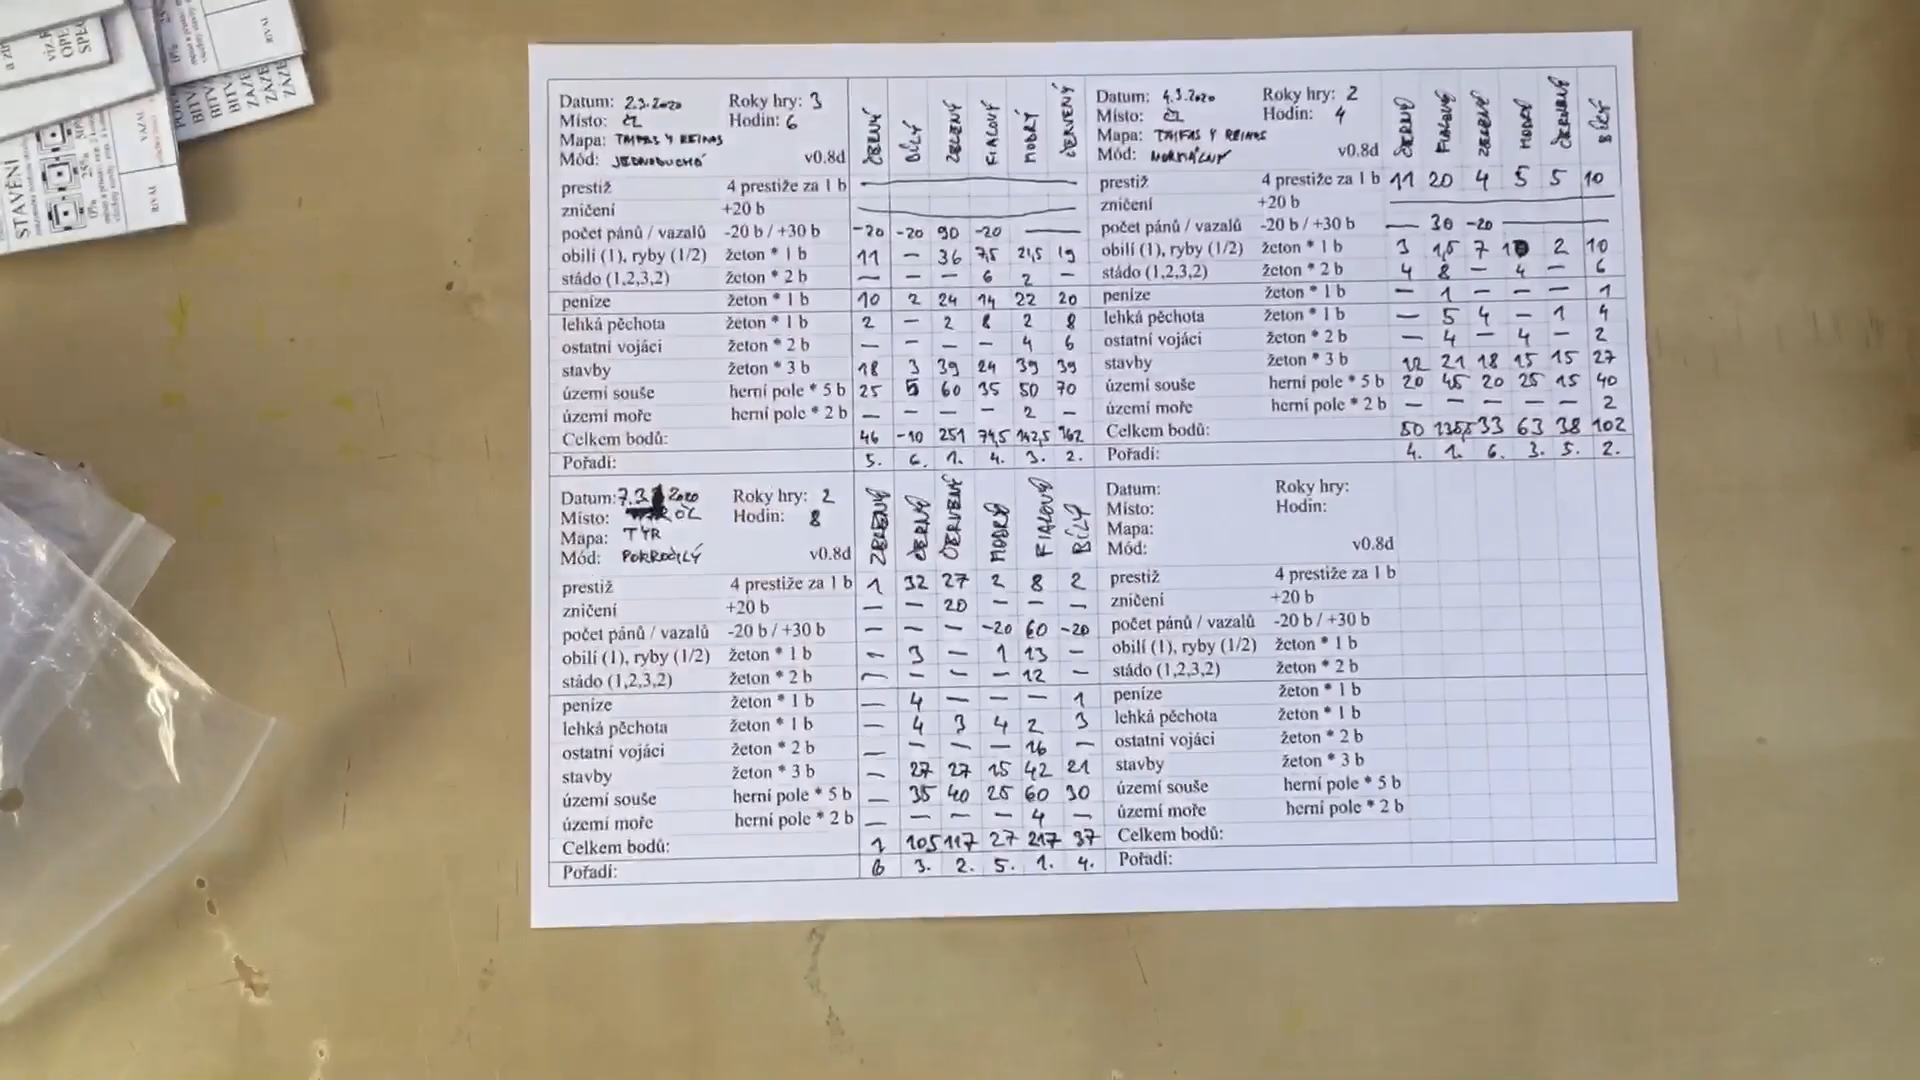 STAVĚNÍ
RIVAL
VAZAL
RIVAL
BITV
BITV
BITV
ZAZE
ZAZE
ZAZE
Datum: 2.3.2020 Roky hry: 3
Místo: ČZ Hodin: 6
Mapa: TAIFAS Y REINOS
Mód: JEDNODUCHÁ v0.8d
ČERNÝ BÍLÝ ZELENÝ FIALOVÝ MODRÝ ČERVENÝ
prestiž 4 prestiže za 1 b —
zničení +20 b —
počet pánů / vazalů -20 b / +30 b -20 -20 90 -20 —
obilí (1), ryby (1/2) žeton * 1 b 11 — 36 7,5 21,5 19
stádo (1,2,3,2) žeton * 2 b — — — 6 2 —
peníze žeton * 1 b 10 2 24 14 22 20
lehká pěchota žeton * 1 b 2 — 2 8 2 8
ostatní vojáci žeton * 2 b — — — — 4 6
stavby žeton * 3 b 18 3 39 24 39 39
území souše herní pole * 5 b 25 5 60 35 50 70
území moře herní pole * 2 b — — — — 2 —
Celkem bodů: 46 -10 251 74,5 142,5 162
Pořadí: 5. 6. 1. 4. 3. 2.
Datum: 4.3.2020 Roky hry: 2
Místo: ČZ Hodin: 4
Mapa: TAIFAS Y REINOS
Mód: NORMÁLNÝ v0.8d
ČERNÝ FIALOVÝ ZELENÝ MODRÝ ČERVENÝ BÍLÝ
prestiž 4 prestiže za 1 b 11 20 4 5 5 10
zničení +20 b —
počet pánů / vazalů -20 b / +30 b — 30 -20 —
obilí (1), ryby (1/2) žeton * 1 b 3 1,5 7 10 2 10
stádo (1,2,3,2) žeton * 2 b 4 8 — 4 — 6
peníze žeton * 1 b — 1 — — — 1
lehká pěchota žeton * 1 b — 5 4 — 1 4
ostatní vojáci žeton * 2 b — 4 — 4 — 2
stavby žeton * 3 b 12 21 18 15 15 27
území souše herní pole * 5 b 20 45 20 25 15 40
území moře herní pole * 2 b — — — — — 2
Celkem bodů: 50 135,5 33 63 38 102
Pořadí: 4. 1. 6. 3. 5. 2.
Datum: 7.3 2020 Roky hry: 2
Místo: ČZ Hodin: 8
Mapa: TYR
Mód: POKROČILÝ v0.8d
ZELENÝ ČERNÝ ČERVENÝ MODRÝ FIALOVÝ BÍLÝ
prestiž 4 prestiže za 1 b 1 32 27 2 8 2
zničení +20 b — — 20 — — —
počet pánů / vazalů -20 b / +30 b — — — -20 60 -20
obilí (1), ryby (1/2) žeton * 1 b — 3 — 1 13 —
stádo (1,2,3,2) žeton * 2 b — — — — 12 —
peníze žeton * 1 b — 4 — — — 1
lehká pěchota žeton * 1 b — 4 3 4 2 3
ostatní vojáci žeton * 2 b — — — — 16 —
stavby žeton * 3 b — 27 27 15 42 21
území souše herní pole * 5 b — 35 40 25 60 30
území moře herní pole * 2 b — — — — 4 —
Celkem bodů: 1 105 117 27 217 37
Pořadí: 6 3. 2. 5. 1. 4.
Datum: Roky hry:
Místo: Hodin:
Mapa:
Mód: v0.8d
prestiž 4 prestiže za 1 b
zničení +20 b
počet pánů / vazalů -20 b / +30 b
obilí (1), ryby (1/2) žeton * 1 b
stádo (1,2,3,2) žeton * 2 b
peníze žeton * 1 b
lehká pěchota žeton * 1 b
ostatní vojáci žeton * 2 b
stavby žeton * 3 b
území souše herní pole * 5 b
území moře herní pole * 2 b
Celkem bodů:
Pořadí: